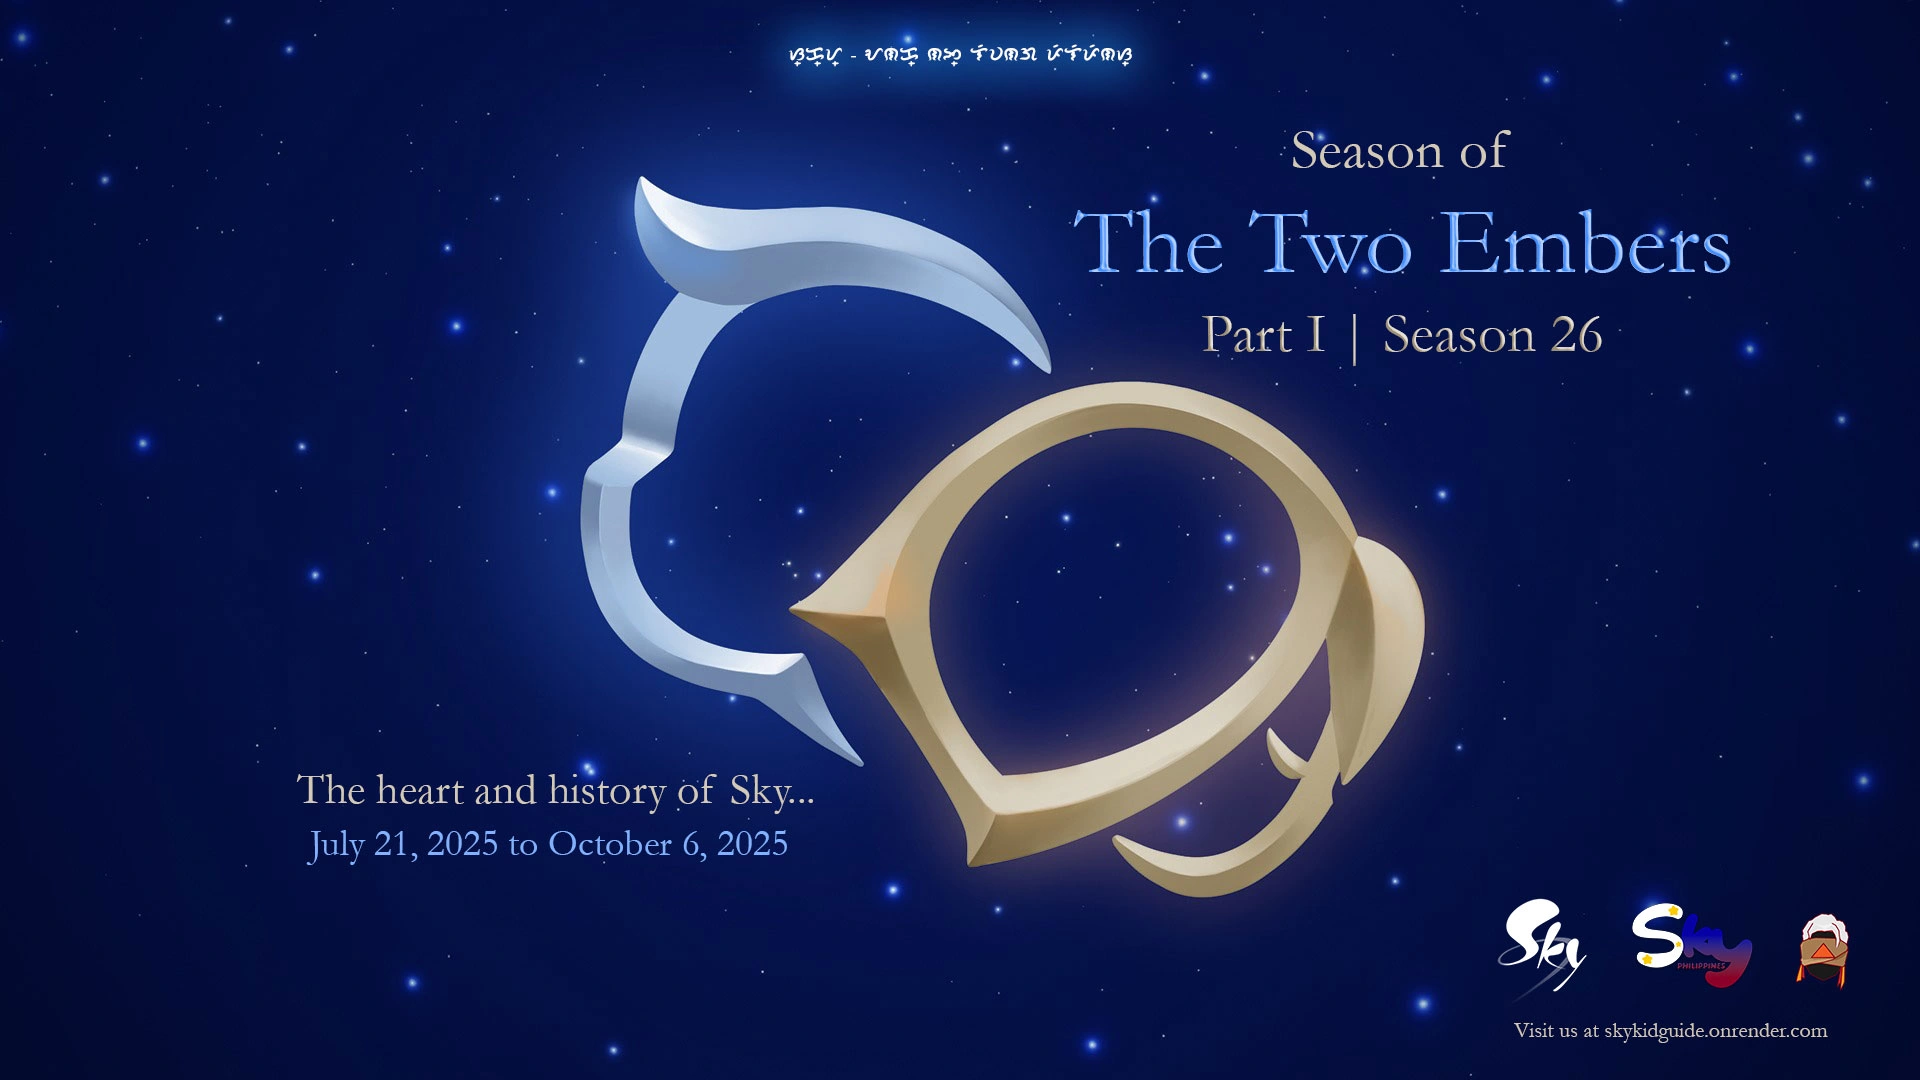 Season of
The Two Embers
Part I | Season 26
The heart and history of Sky...
July 21, 2025 to October 6, 2025
Sky
Sky
PHILIPPINES
Visit us at skykidguide.onrender.com